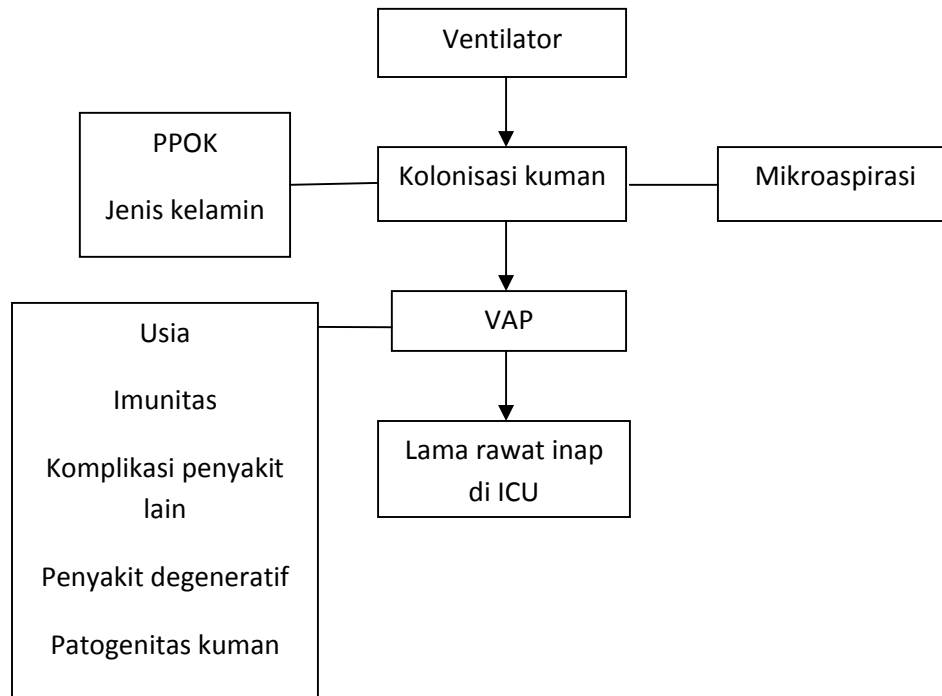 Ventilator
PPOK
Jenis kelamin
Kolonisasi kuman
Mikroaspirasi
VAP
Usia
Imunitas
Komplikasi penyakit
lain
Penyakit degeneratif
Patogenitas kuman
Lama rawat inap
di ICU